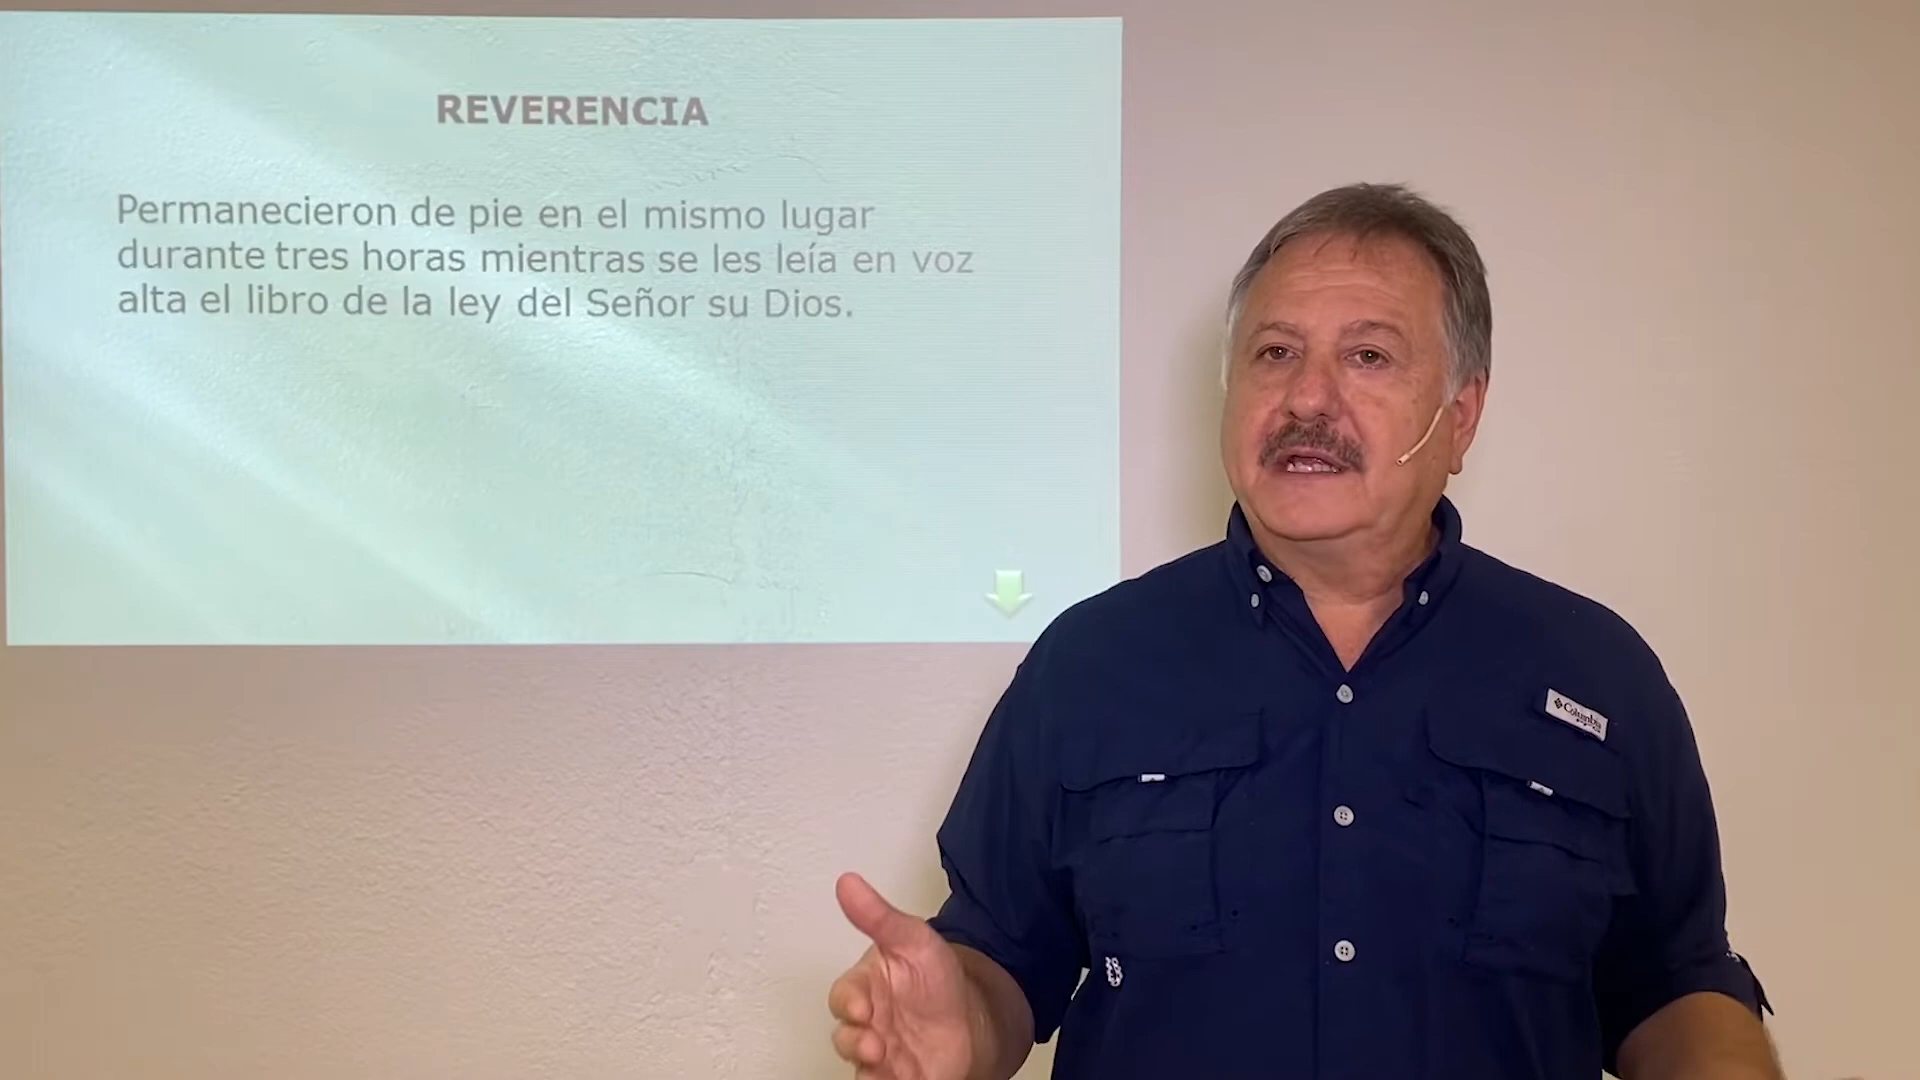 REVERENCIA
Permanecieron de pie en el mismo lugar
durante tres horas mientras se les leía en voz
alta el libro de la ley del Señor su Dios.
Columbia